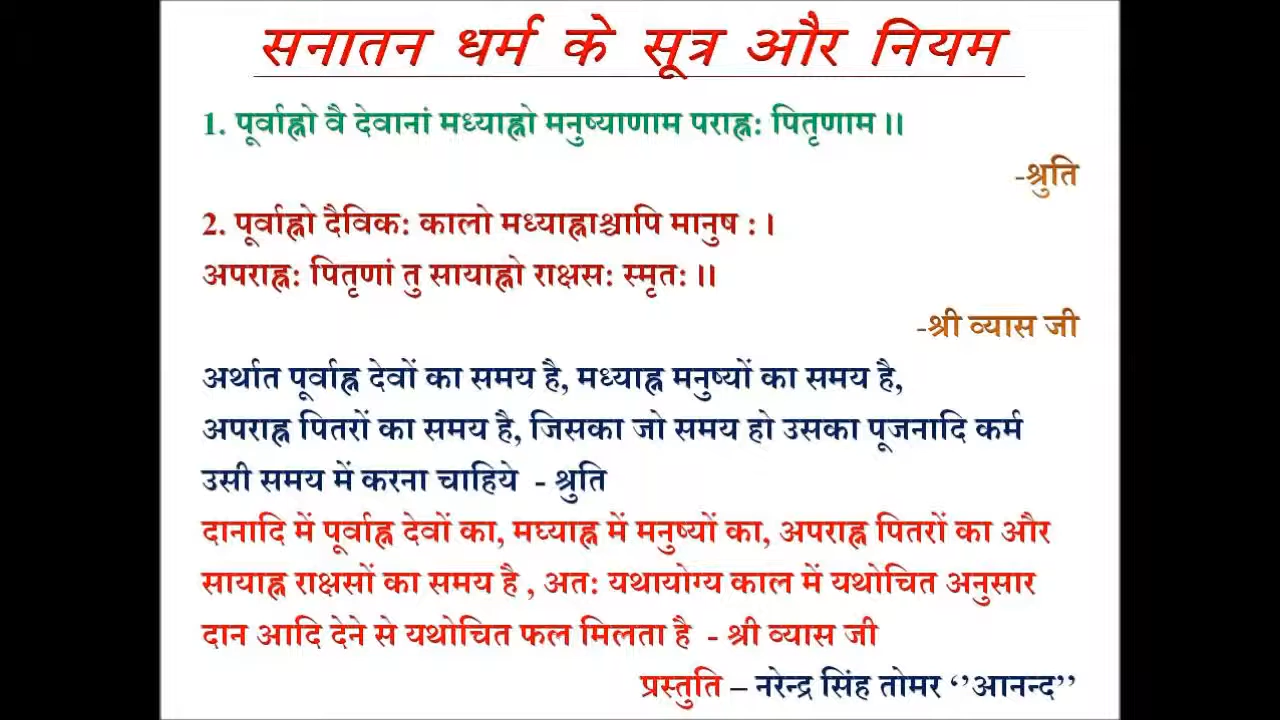 सनातन धर्म के सूत्र और नियम
1. पूर्वाह्नो वै देवानां मध्याह्नो मनुष्याणाम पराह्न: पितृणाम ।।
-श्रुति
2. पूर्वाह्नो दैविक: कालो मध्याह्नाश्चापि मानुष : ।
अपराह्न: पितृणां तु सायाह्नो राक्षस: स्मृत: ।।
-श्री व्यास जी
अर्थात पूर्वाह्न देवों का समय है, मध्याह्न मनुष्यों का समय है,
अपराह्न पितरों का समय है, जिसका जो समय हो उसका पूजनादि कर्म
उसी समय में करना चाहिये - श्रुति
दानादि में पूर्वाह्न देवों का, मघ्याह्न में मनुष्यों का, अपराह्न पितरों का और
सायाह्न राक्षसों का समय है , अत: यथायोग्य काल में यथोचित अनुसार
दान आदि देने से यथोचित फल मिलता है - श्री व्यास जी
प्रस्तुति – नरेन्द्र सिंह तोमर ‘’आनन्द’’